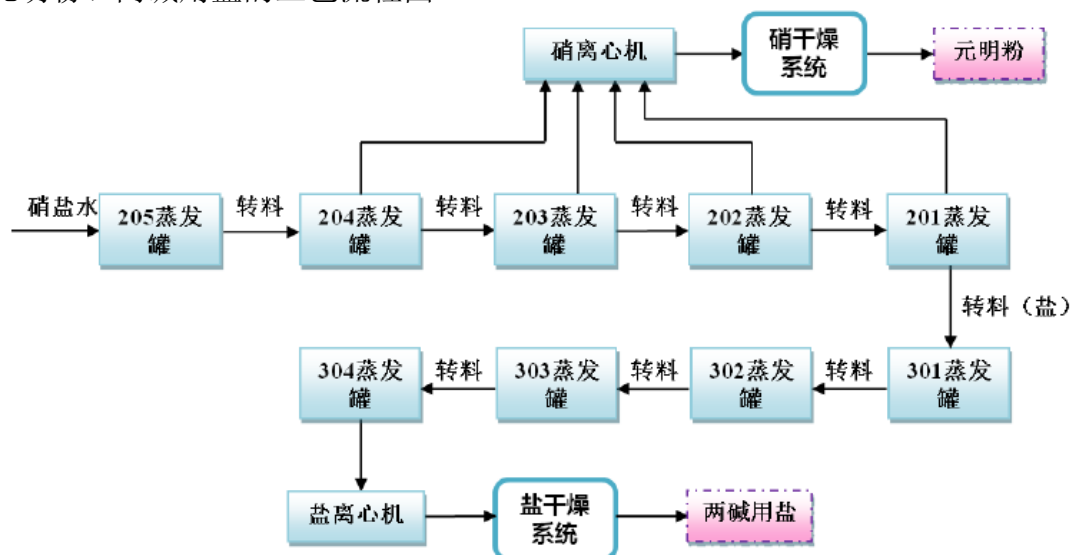 硝离心机
硝干燥
系统
元明粉
硝盐水
205蒸发
罐
转料
204蒸发
罐
转料
203蒸发
罐
转料
202蒸发
罐
转料
201蒸发
罐
转料（盐）
304蒸发
罐
转料
303蒸发
罐
转料
302蒸发
罐
转料
301蒸发
罐
盐离心机
盐干燥
系统
两碱用盐